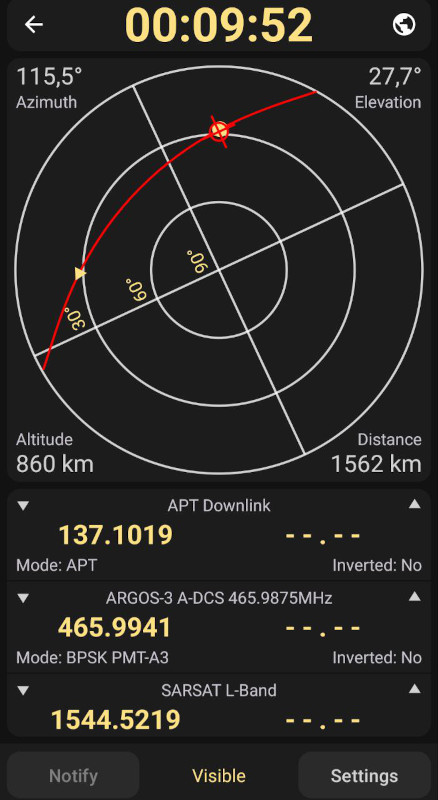 00:09:52
115,5° 27,7°
Azimuth Elevation
90°
60°
30°
Altitude Distance
860 km 1562 km
▼ APT Downlink ▲
137.1019 --.--
Mode: APT Inverted: No
▼ ARGOS-3 A-DCS 465.9875MHz ▲
465.9941 --.--
Mode: BPSK PMT-A3 Inverted: No
▼ SARSAT L-Band ▲
1544.5219 --.--
Notify Visible Settings